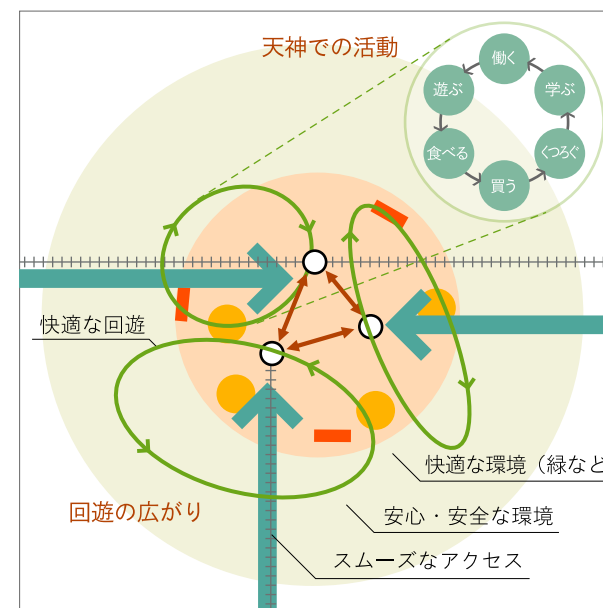 天神での活動
働く
遊ぶ
学ぶ
食べる
くつろぐ
買う
快適な回遊
快適な環境（緑など
回遊の広がり
安心・安全な環境
スムーズなアクセス